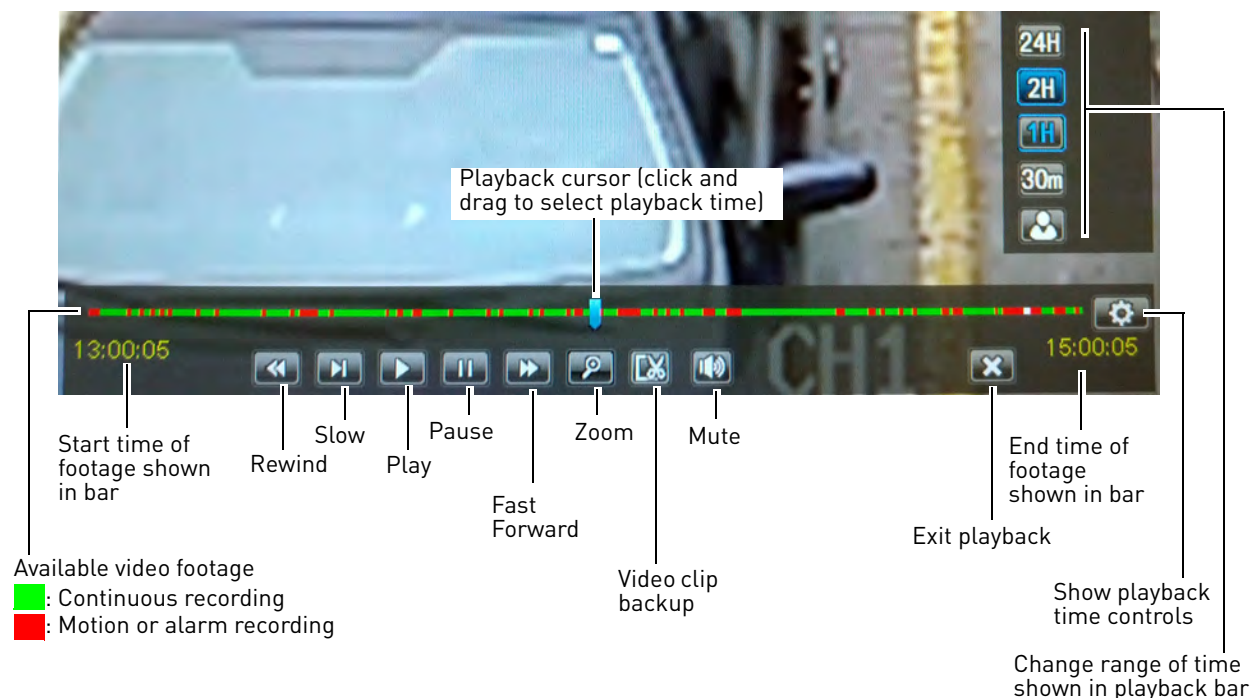 24H
2H
1H
30m
Playback cursor (click and
drag to select playback time)
13:00:05
15:00:05
CH1
Start time of
footage shown
in bar
Rewind
Slow
Play
Pause
Fast
Forward
Zoom
Video clip
backup
Mute
Exit playback
End time of
footage
shown in bar
Show playback
time controls
Change range of time
shown in playback bar
Available video footage
: Continuous recording
: Motion or alarm recording